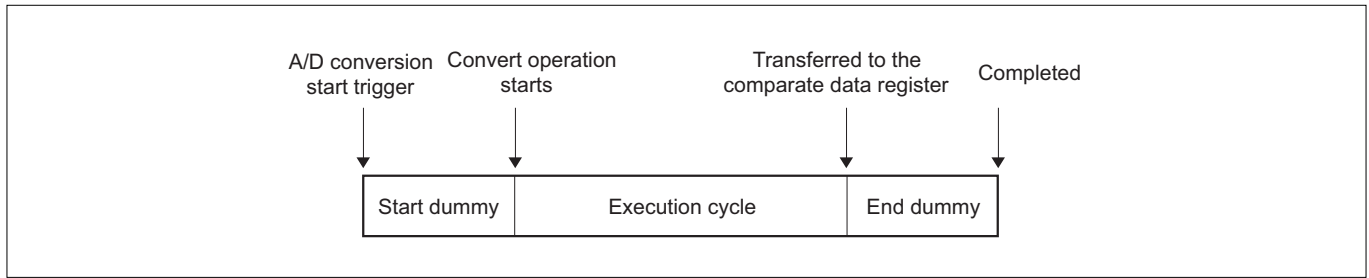 A/D conversion
start trigger
Convert operation
starts
Transferred to the
comparate data register
Completed
Start dummy
Execution cycle
End dummy